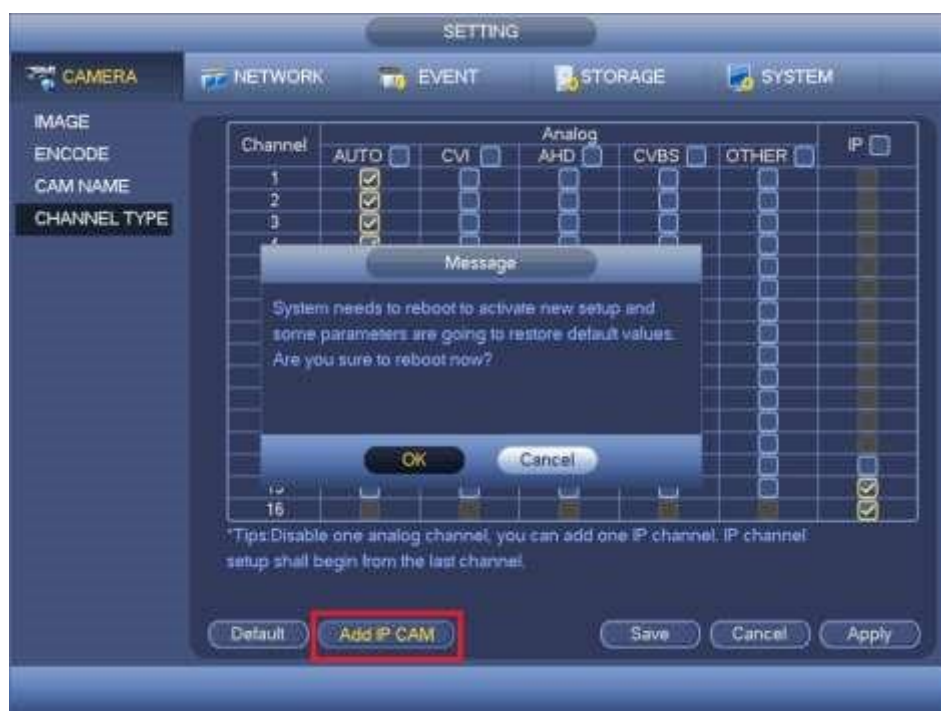 SETTING
CAMERA NETWORK EVENT STORAGE SYSTEM
IMAGE
ENCODE
CAM NAME
CHANNEL TYPE
Channel Analog IP
AUTO CVI AHD CVBS OTHER
1
2
3
Message
System needs to reboot to activate new setup and
some parameters are going to restore default values.
Are you sure to reboot now?
OK Cancel
16
*Tips:Disable one analog channel, you can add one IP channel. IP channel
setup shall begin from the last channel.
Default Add IP CAM Save Cancel Apply